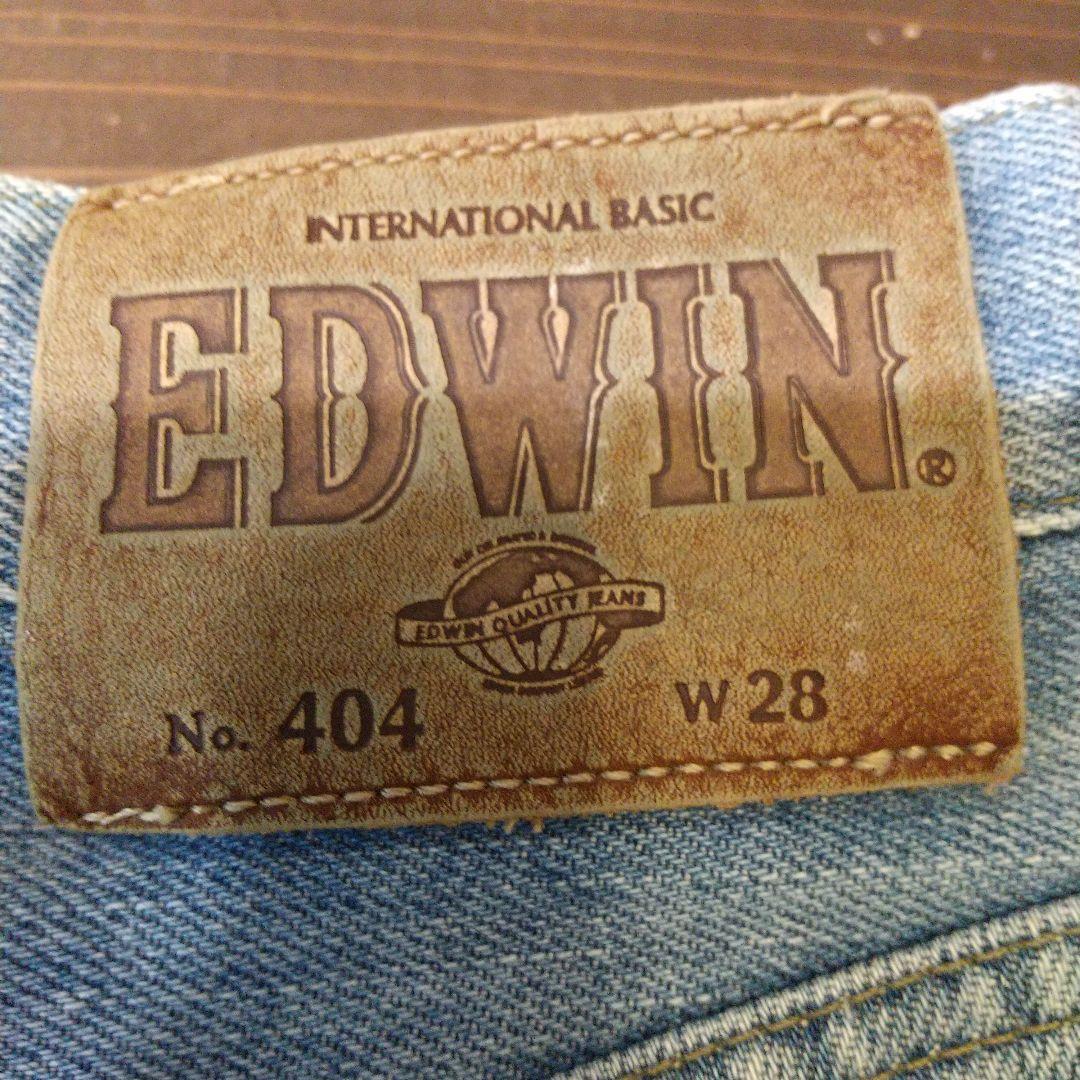 INTERNATIONAL BASIC
EDWIN®
EDWIN QUALITY JEANS
No. 404 W 28